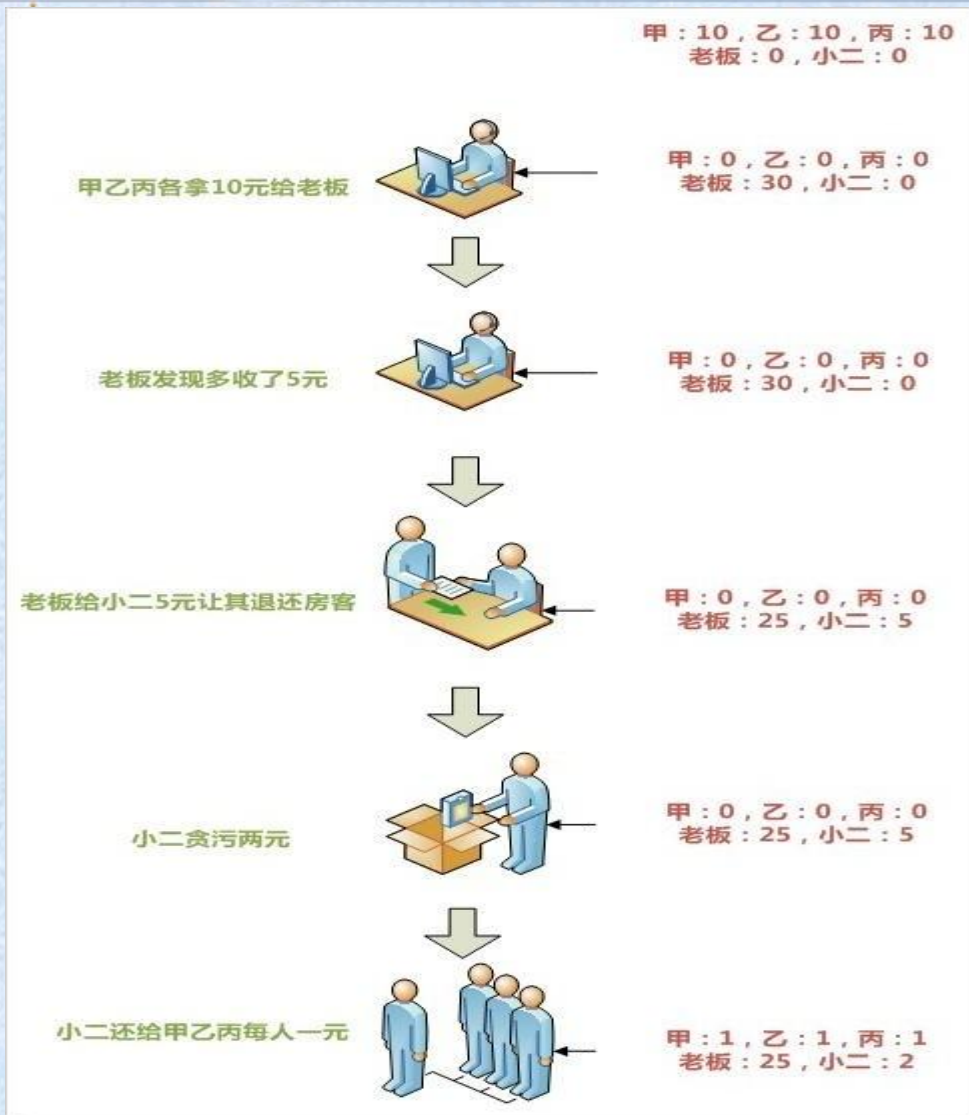 甲：10，乙：10，丙：10
老板：0，小二：0
甲乙丙各拿10元给老板
甲：0，乙：0，丙：0
老板：30，小二：0
老板发现多收了5元
甲：0，乙：0，丙：0
老板：30，小二：0
老板给小二5元让其退还房客
甲：0，乙：0，丙：0
老板：25，小二：5
小二贪污两元
甲：0，乙：0，丙：0
老板：25，小二：5
小二还给甲乙丙每人一元
甲：1，乙：1，丙：1
老板：25，小二：2